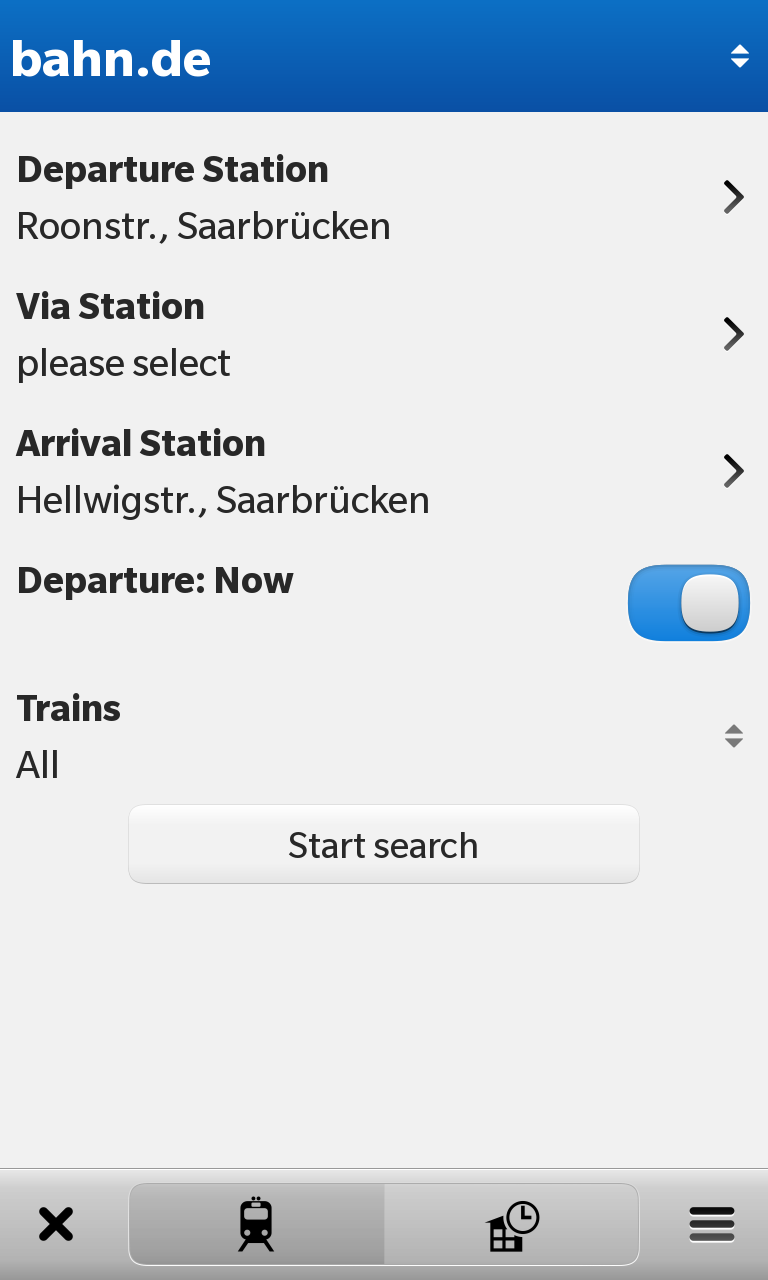 bahn.de
Departure Station
Roonstr., Saarbrücken
Via Station
please select
Arrival Station
Hellwigstr., Saarbrücken
Departure: Now
Trains
All
Start search